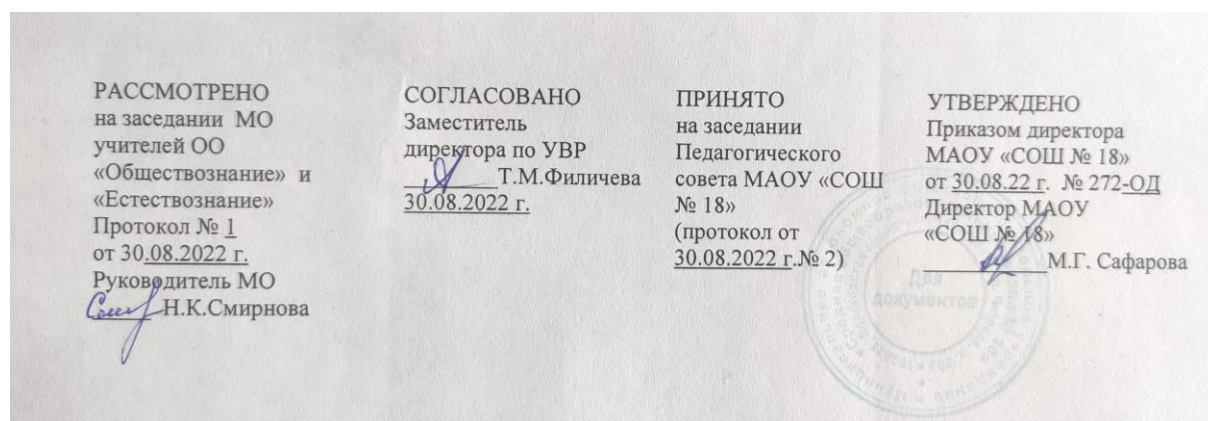 РАССМОТРЕНО
на заседании МО
учителей ОО
«Обществознание» и
«Естествознание»
Протокол № 1
от 30.08.2022 г.
Руководитель МО
Н.К.Смирнова
СОГЛАСОВАНО
Заместитель
директора по УВР
Т.М.Филичева
30.08.2022 г.
ПРИНЯТО
на заседании
Педагогического
совета МАОУ «СОШ
№ 18»
(протокол от
30.08.2022 г.№ 2)
УТВЕРЖДЕНО
Приказом директора
МАОУ «СОШ № 18»
от 30.08.22 г. № 272-ОД
Директор МАОУ
«СОШ № 18»
М.Г. Сафарова
Для
документов